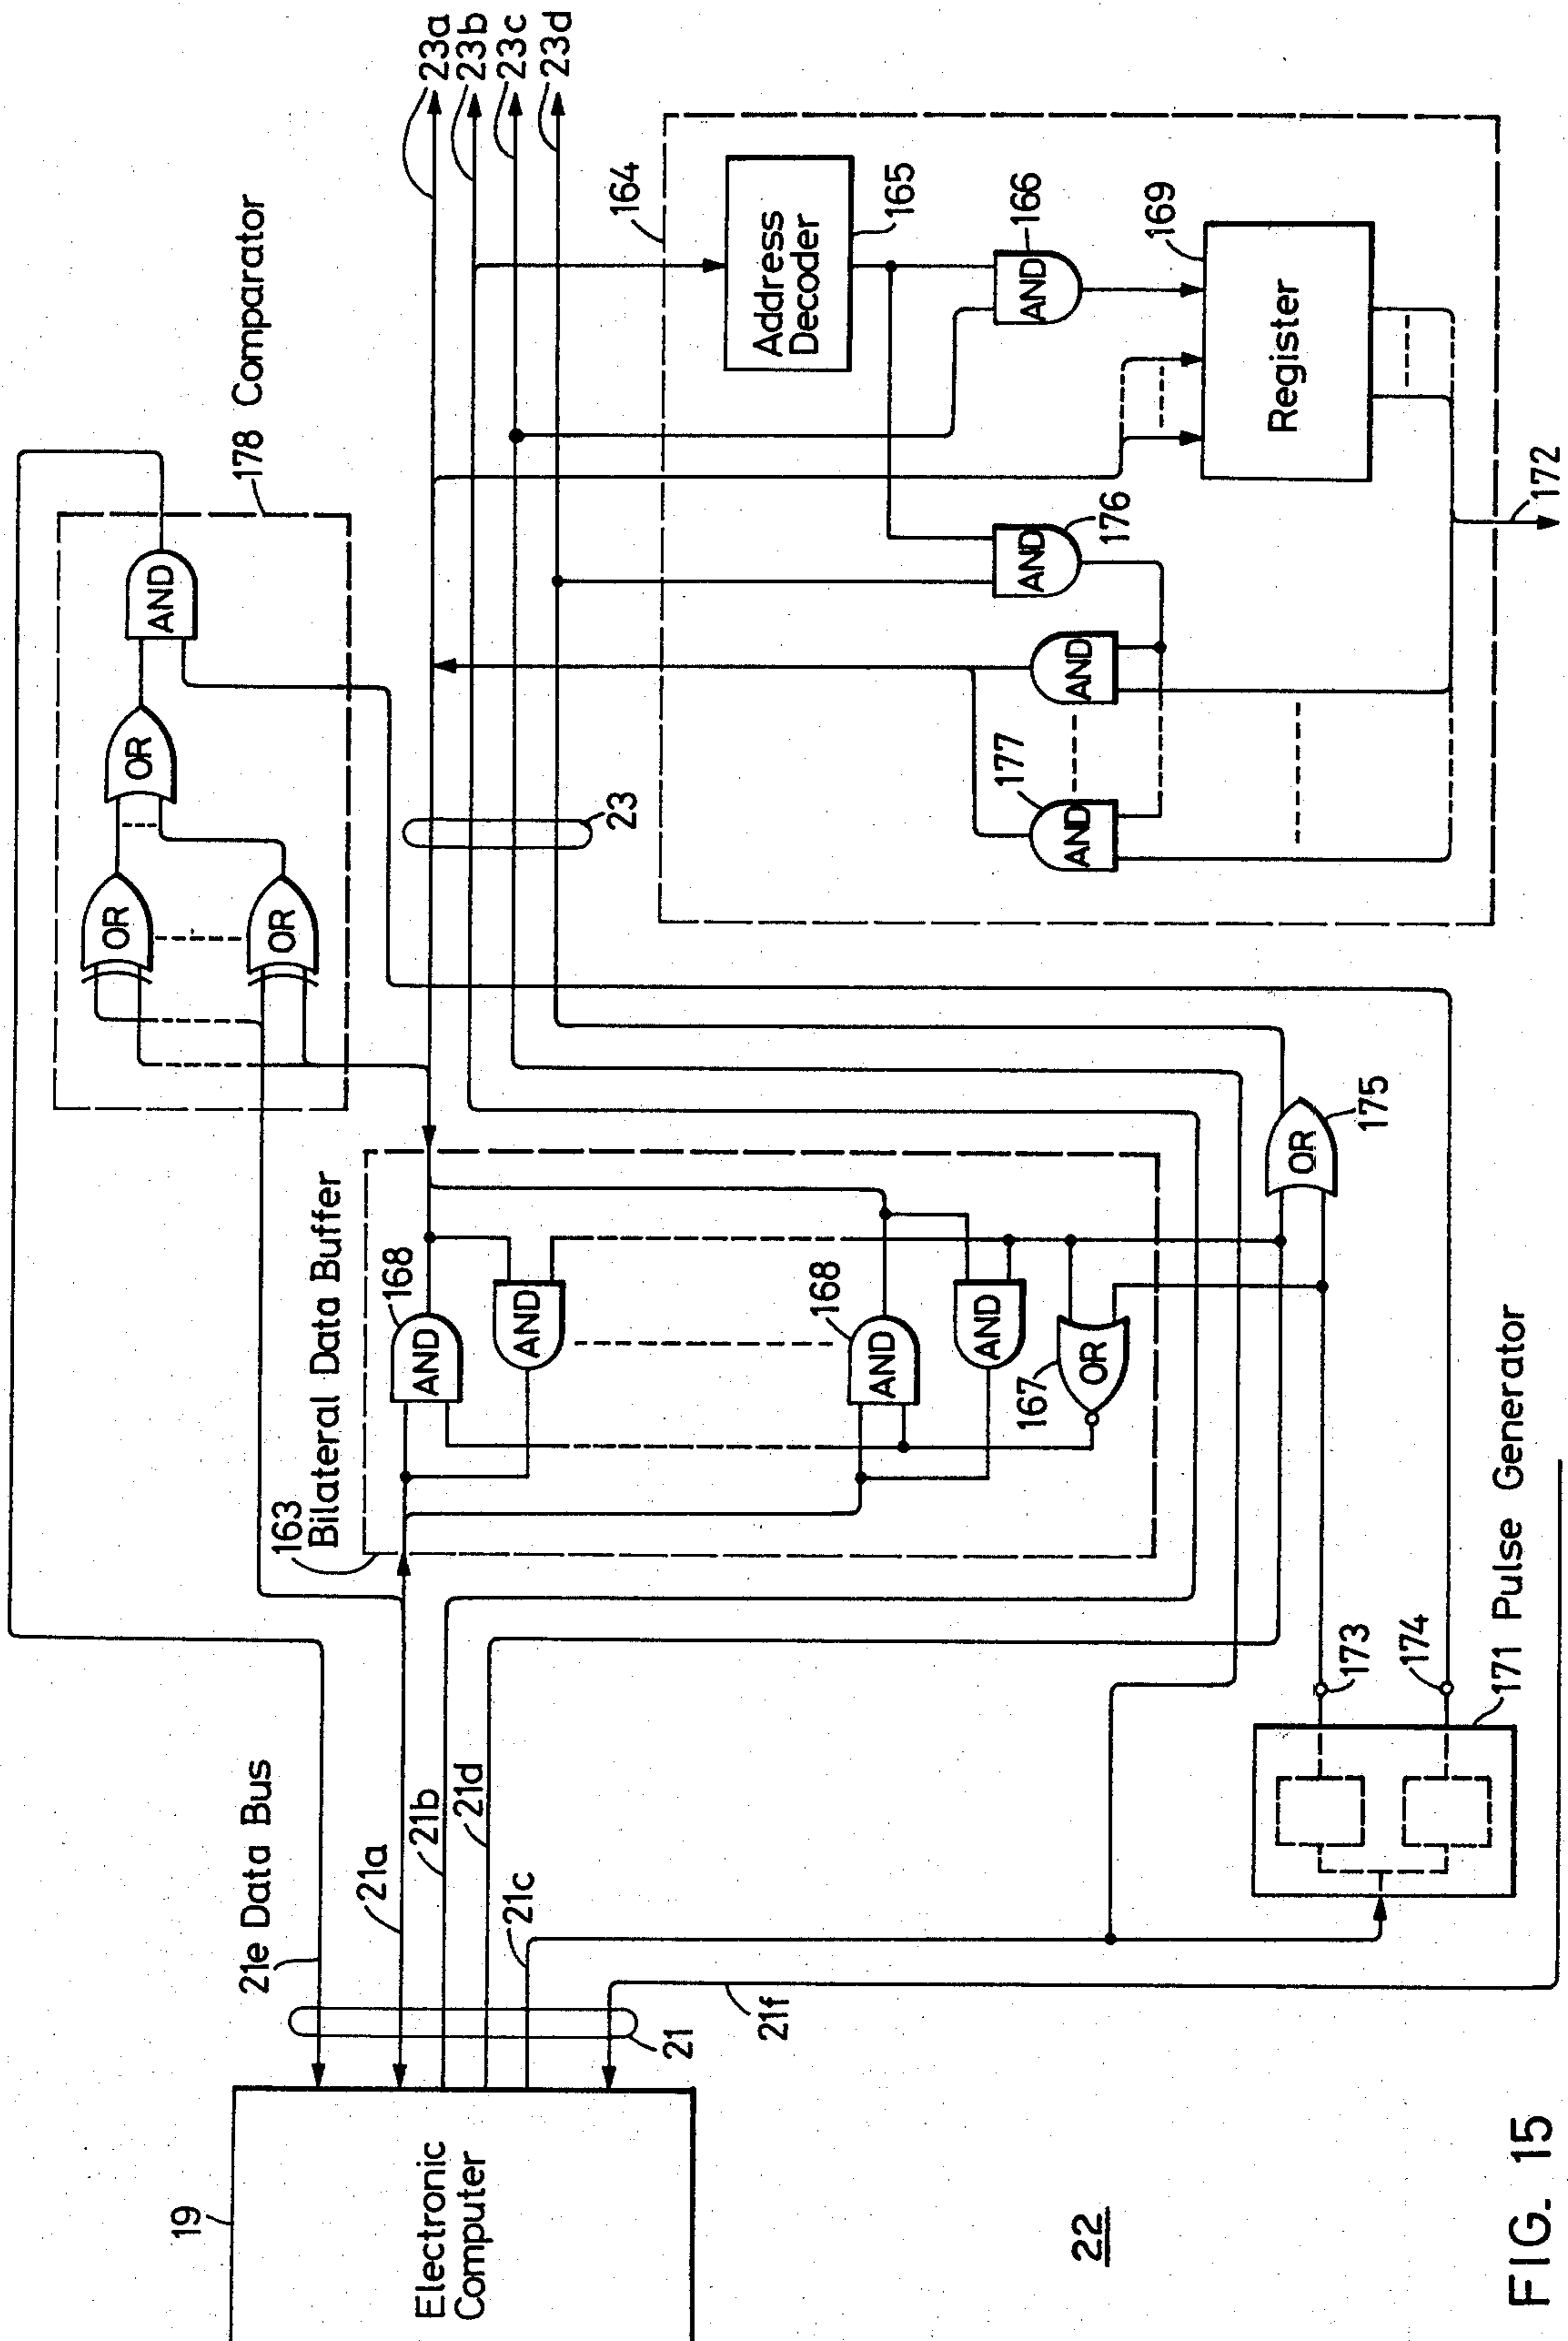 19
Electronic
Computer
21e Data Bus
21a
21b
21d
21c
21
21f
22
FIG. 15
163
Bilateral Data Buffer
168
AND
AND
168
AND
AND
167
OR
173
174
171 Pulse Generator
OR
175
178 Comparator
OR
OR
OR
AND
23
23a
23b
23c
23d
164
Address
Decoder
165
166
AND
169
Register
176
AND
177
AND
AND
172